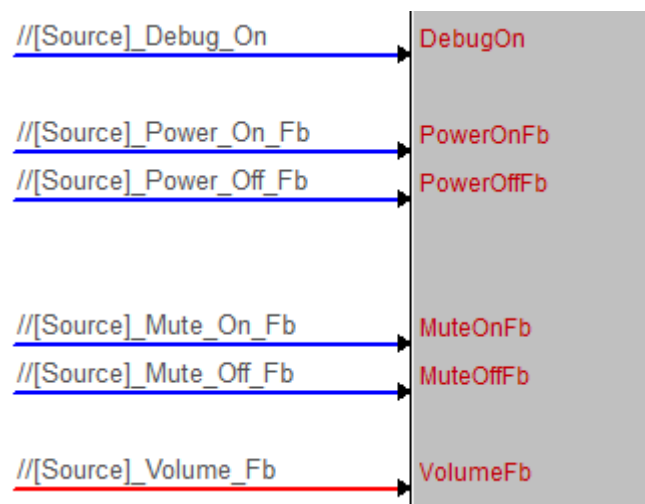 //[Source]_Debug_On DebugOn
//[Source]_Power_On_Fb PowerOnFb
//[Source]_Power_Off_Fb PowerOffFb
//[Source]_Mute_On_Fb MuteOnFb
//[Source]_Mute_Off_Fb MuteOffFb
//[Source]_Volume_Fb VolumeFb